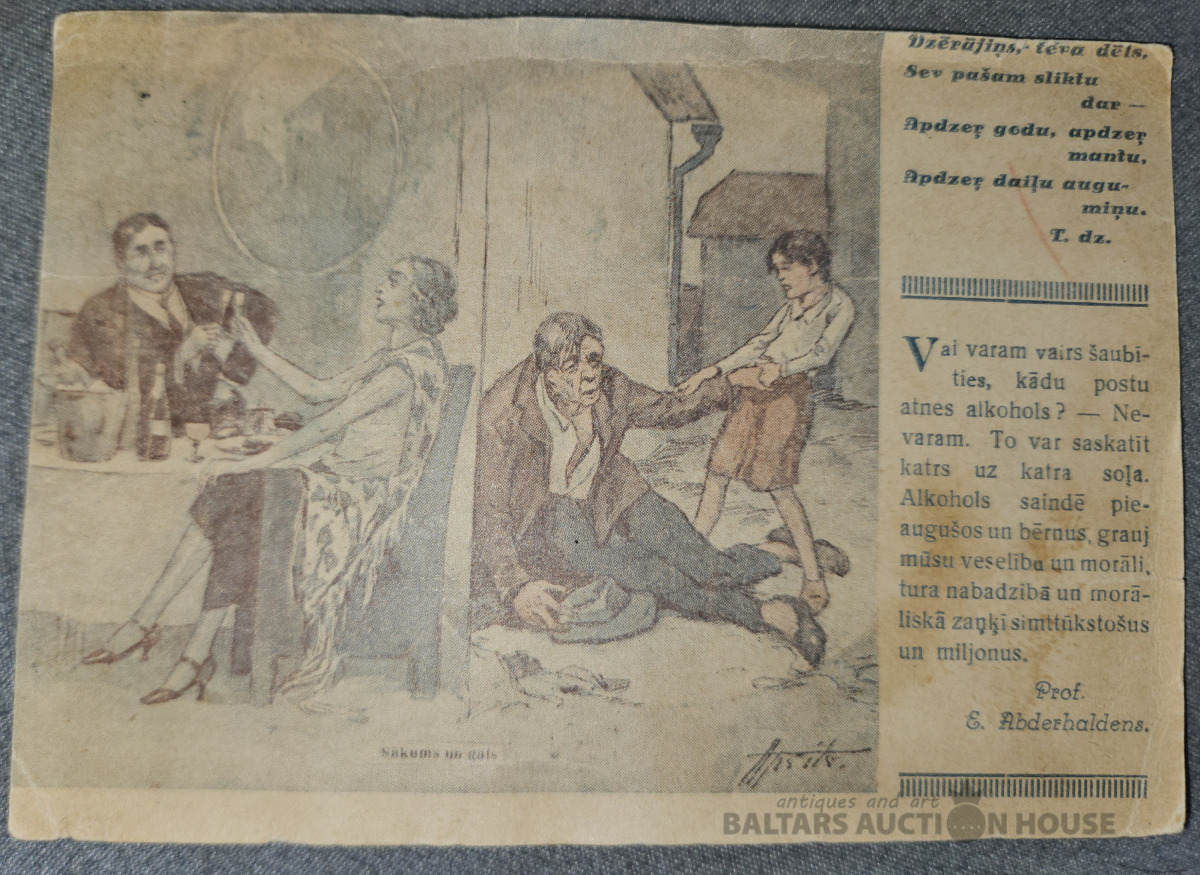 Dzērājiņš, tēva dēls,
Sev pašam sliktu
dar —
Apdzeŗ godu, apdzeŗ
mantu,
Apdzeŗ daiļu augu-
miņu.
T. dz.
Vai varam vairs šaubī-
ties, kādu postu
atnes alkohols? — Ne-
varam. To var saskatīt
katrs uz katra soļa.
Alkohols saindē pie-
augušos un bērnus, grauj
mūsu veselību un morāli,
tura nabadzībā un morā-
liskā zaņķī simttūkstošus
un miljonus.
Prof.
E. Abderhaldens.
Sākums un gals
antiques and art
BALTARS AUCTION HOUSE